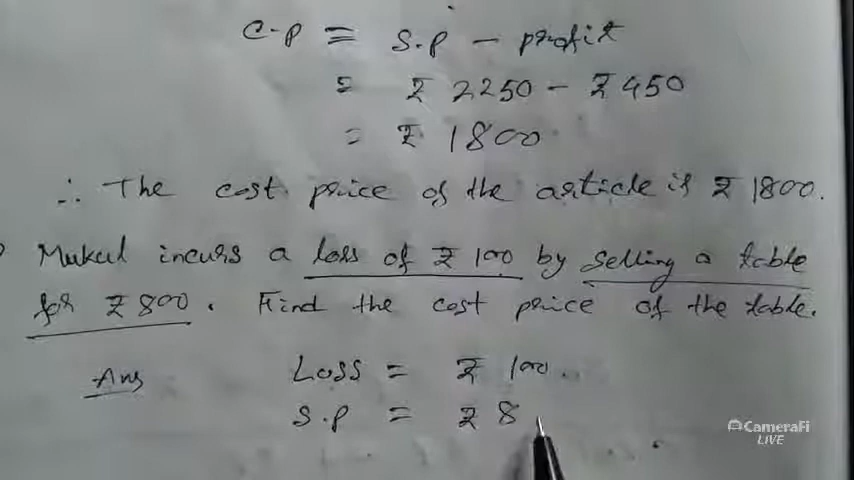 C.P = S.P - profit
= ₹ 2250 - ₹ 450
= ₹ 1800
∴ The cost price of the article is ₹ 1800.
Mukul incurs a loss of ₹ 100 by selling a table
for ₹ 800. Find the cost price of the table.
Ans Loss = ₹ 100.
S.P = ₹ 8
CameraFi
LIVE